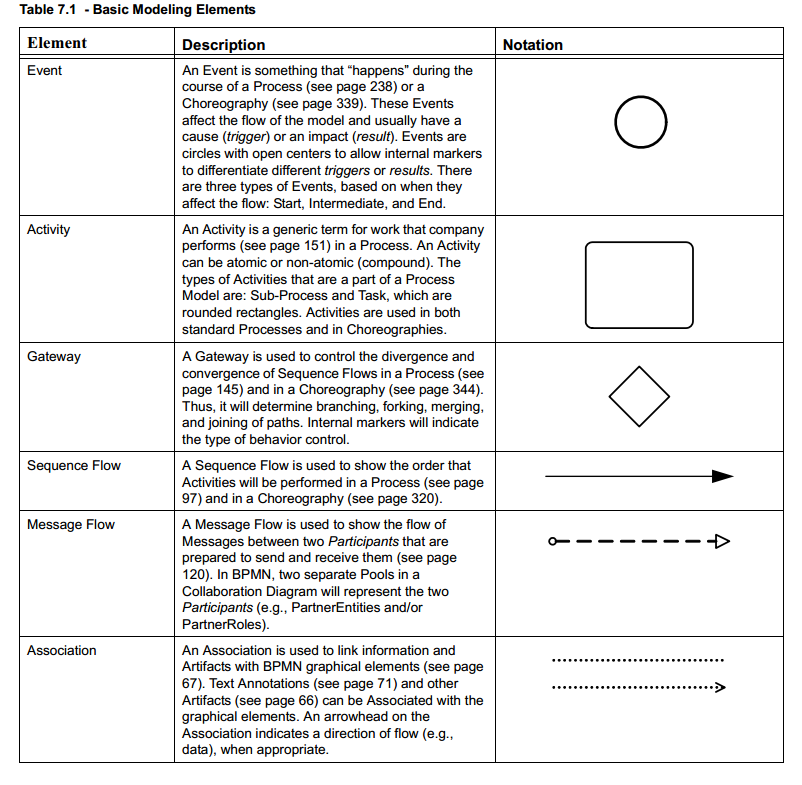 Table 7.1 - Basic Modeling Elements
Element Description Notation
Event
An Event is something that “happens” during the
course of a Process (see page 238) or a
Choreography (see page 339). These Events
affect the flow of the model and usually have a
cause (trigger) or an impact (result). Events are
circles with open centers to allow internal markers
to differentiate different triggers or results. There
are three types of Events, based on when they
affect the flow: Start, Intermediate, and End.
Activity
An Activity is a generic term for work that company
performs (see page 151) in a Process. An Activity
can be atomic or non-atomic (compound). The
types of Activities that are a part of a Process
Model are: Sub-Process and Task, which are
rounded rectangles. Activities are used in both
standard Processes and in Choreographies.
Gateway
A Gateway is used to control the divergence and
convergence of Sequence Flows in a Process (see
page 145) and in a Choreography (see page 344).
Thus, it will determine branching, forking, merging,
and joining of paths. Internal markers will indicate
the type of behavior control.
Sequence Flow
A Sequence Flow is used to show the order that
Activities will be performed in a Process (see page
97) and in a Choreography (see page 320).
Message Flow
A Message Flow is used to show the flow of
Messages between two Participants that are
prepared to send and receive them (see page
120). In BPMN, two separate Pools in a
Collaboration Diagram will represent the two
Participants (e.g., PartnerEntities and/or
PartnerRoles).
Association
An Association is used to link information and
Artifacts with BPMN graphical elements (see page
67). Text Annotations (see page 71) and other
Artifacts (see page 66) can be Associated with the
graphical elements. An arrowhead on the
Association indicates a direction of flow (e.g.,
data), when appropriate.